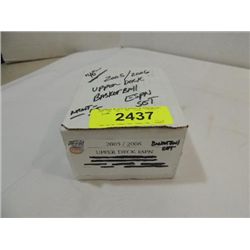 2005/2006
UPPER DECK
BASKETBALL
ESPN
SET
2437
2005 / 2006
BASKETBALL
UPPER DECK ESPN
SET